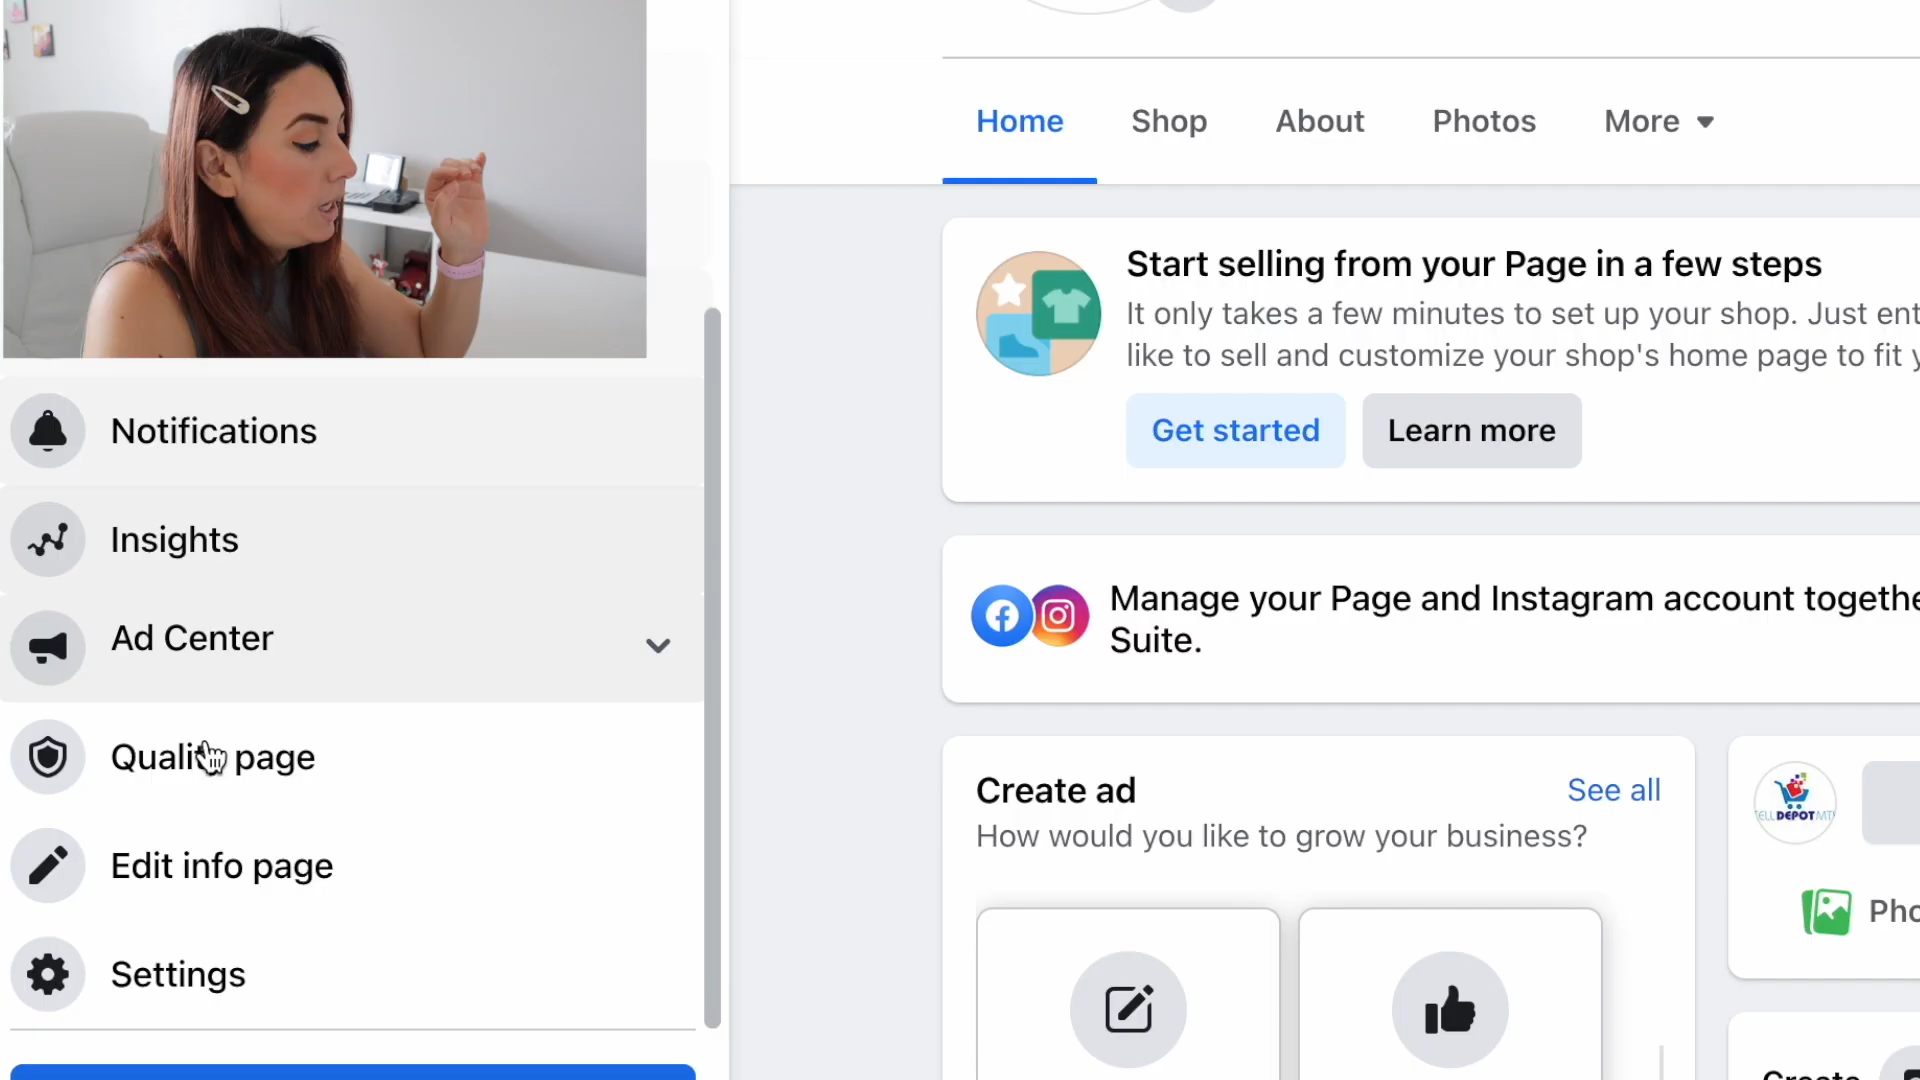 Home Shop About Photos More
Start selling from your Page in a few steps
It only takes a few minutes to set up your shop. Just
like to sell and customize your shop's home page to fit
Get started Learn more
Notifications
Insights
Manage your Page and Instagram account
Suite.
Ad Center
page
Create ad See all
How would you like to grow your business?
DEPOT
Edit info page
Settings